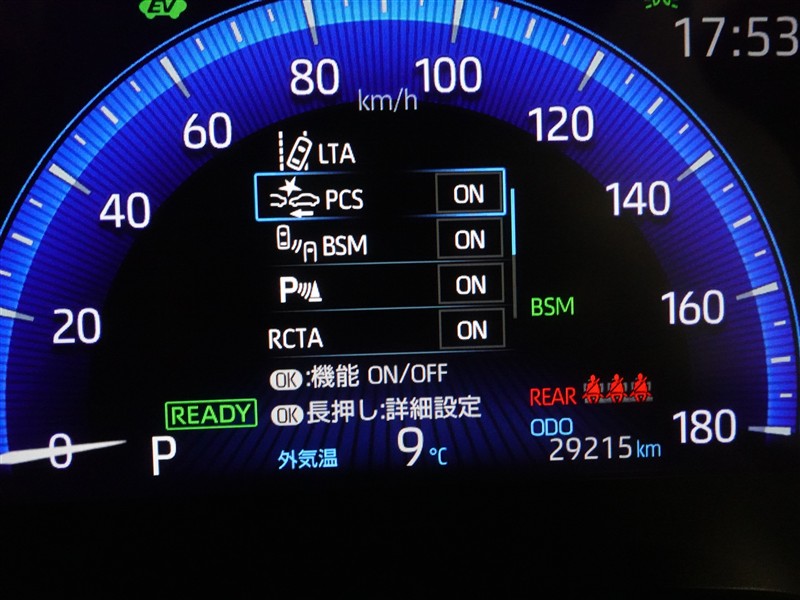 EV
17:53
80
100
km/h
60
120
LTA
40
PCS ON
140
BSM ON
P ON
20
BSM
160
RCTA ON
OK:機能 ON/OFF
REAR
READY
OK長押し:詳細設定
ODO
180
0
P
外気温 9℃
29215km